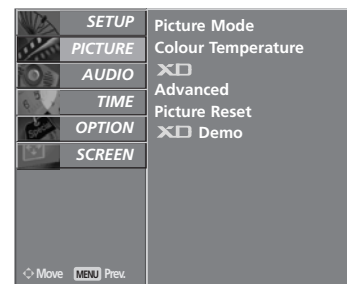 SETUP
PICTURE
AUDIO
TIME
OPTION
SCREEN
Move MENU Prev.
Picture Mode
Colour Temperature
XD
Advanced
Picture Reset
XD Demo